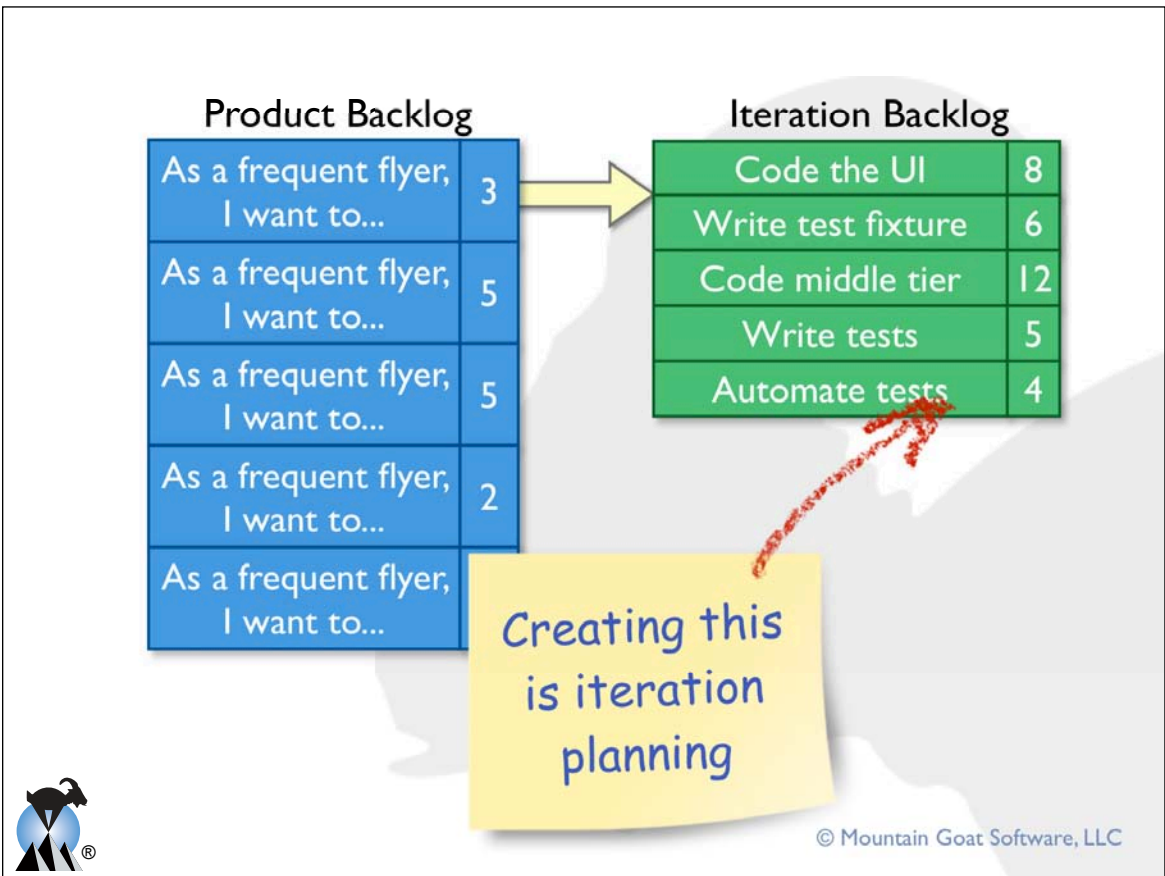 Product Backlog
As a frequent flyer,
I want to...
3
As a frequent flyer,
I want to...
5
As a frequent flyer,
I want to...
5
As a frequent flyer,
I want to...
2
As a frequent flyer,
I want to...
Iteration Backlog
Code the UI 8
Write test fixture 6
Code middle tier 12
Write tests 5
Automate tests 4
Creating this
is iteration
planning
®
© Mountain Goat Software, LLC